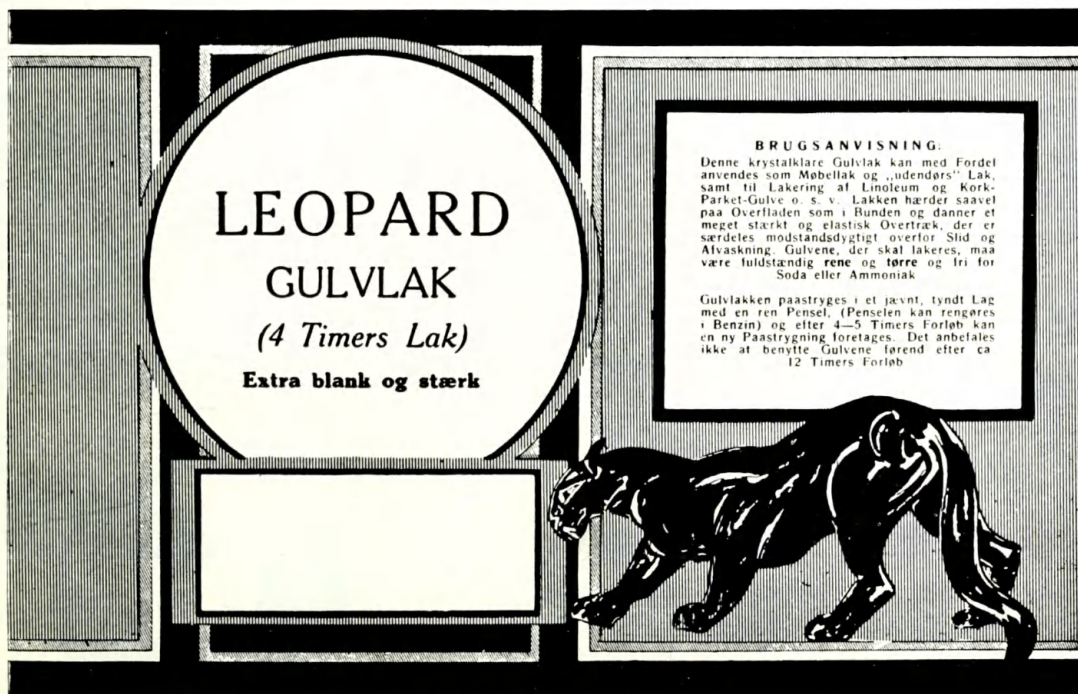 LEOPARD
GULVLAK
(4 Timers Lak)
Extra blank og stærk
BRUGSANVISNING:
Denne krystalklare Gulvlak kan med Fordel
anvendes som Møbellak og „udendørs" Lak,
samt til Lakering af Linoleum og Kork-
Parket-Gulve o. s. v. Lakken hærder saavel
paa Overfladen som i Bunden og danner et
meget stærkt og elastisk Overtræk, der er
særdeles modstandsdygtigt overfor Slid og
Afvaskning. Gulvene, der skal lakeres, maa
være fuldstændig rene og tørre og fri for
Soda eller Ammoniak
Gulvlakken paastryges i et jævnt, tyndt Lag
med en ren Pensel, (Penselen kan rengøres
i Benzin) og efter 4—5 Timers Forløb kan
en ny Paastrygning foretages. Det anbefales
ikke at benytte Gulvene førend efter ca
12 Timers Forløb